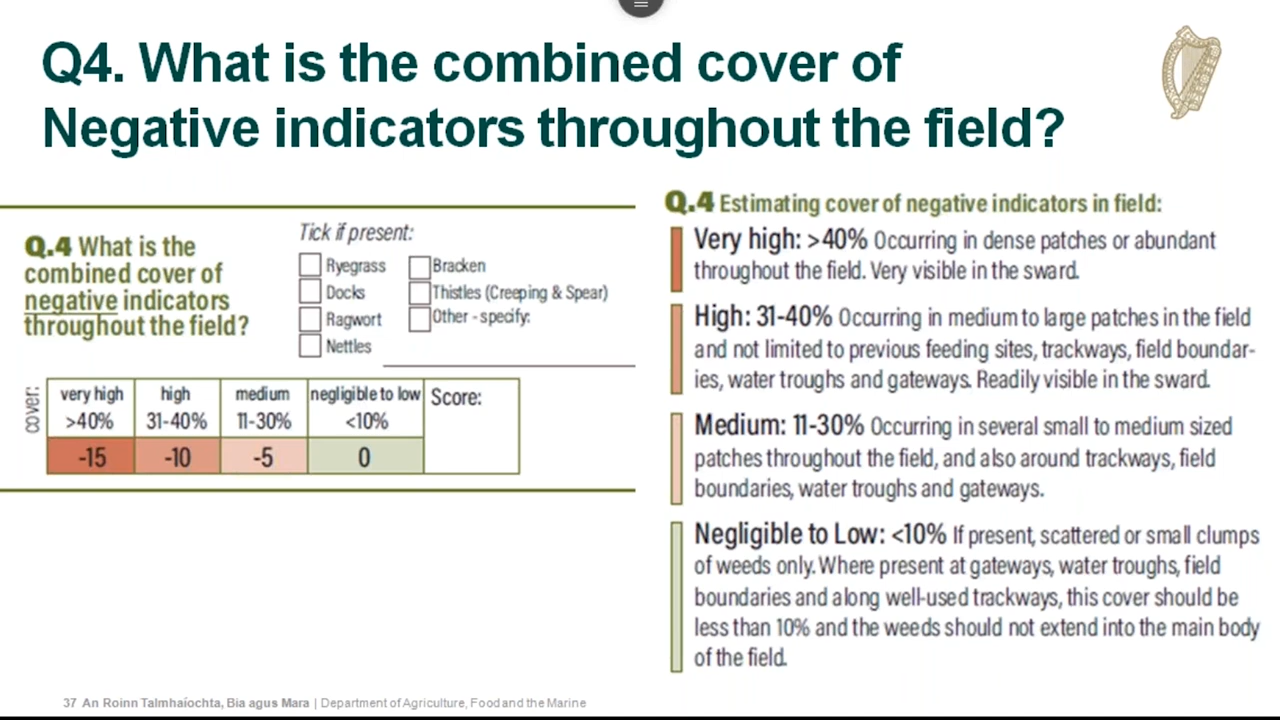 Q4. What is the combined cover of
Negative indicators throughout the field?
Q.4 What is the
combined cover of
negative indicators
throughout the field?
Tick if present:
Ryegrass
Docks
Ragwort
Nettles
Bracken
Thistles (Creeping & Spear)
Other - specify:
cover:
very high high medium negligible to low Score:
>40% 31-40% 11-30% <10%
-15 -10 -5 0
Q.4 Estimating cover of negative indicators in field:
Very high: >40% Occurring in dense patches or abundant
throughout the field. Very visible in the sward.
High: 31-40% Occurring in medium to large patches in the field
and not limited to previous feeding sites, trackways, field boundar-
ies, water troughs and gateways. Readily visible in the sward.
Medium: 11-30% Occurring in several small to medium sized
patches throughout the field, and also around trackways, field
boundaries, water troughs and gateways.
Negligible to Low: <10% If present, scattered or small clumps
of weeds only. Where present at gateways, water troughs, field
boundaries and along well-used trackways, this cover should be
less than 10% and the weeds should not extend into the main body
of the field.
37 An Roinn Talmhaíochta, Bia agus Mara | Department of Agriculture, Food and the Marine